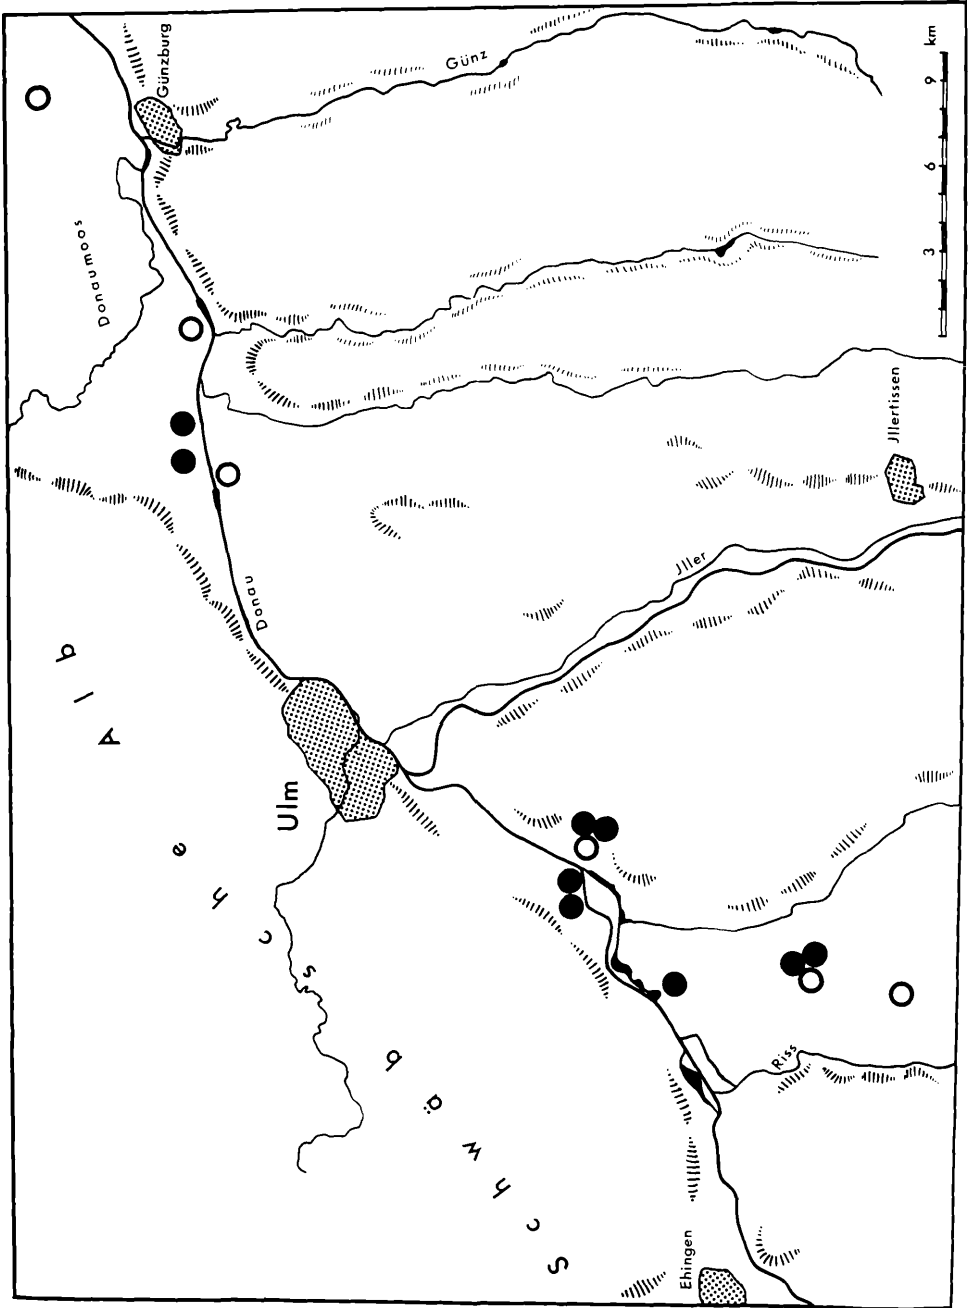 Schwäbische Alb
Ehingen
Riss
Ulm
Donau
Jller
Jllertissen
Donaumoos
Günzburg
Günz
3 6 9 km